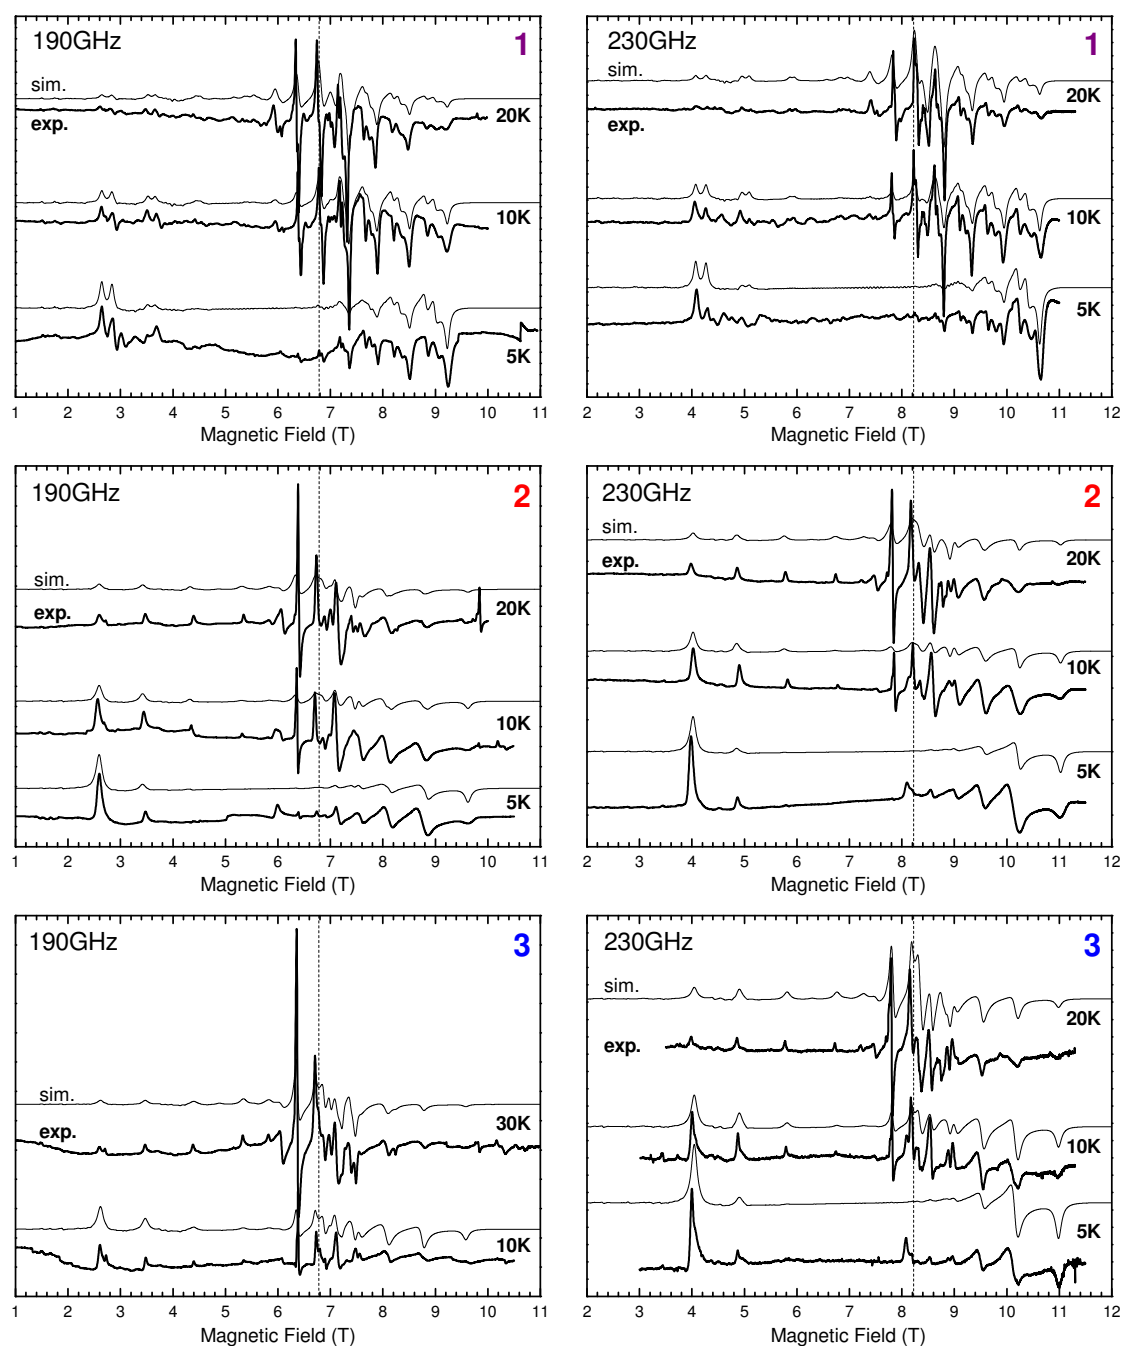 190GHz 1
sim.
exp.
20K
10K
5K
1 2 3 4 5 6 7 8 9 10 11
Magnetic Field (T)
230GHz 1
sim.
20K
exp.
10K
5K
2 3 4 5 6 7 8 9 10 11 12
Magnetic Field (T)
190GHz 2
sim.
exp.
20K
10K
5K
1 2 3 4 5 6 7 8 9 10 11
Magnetic Field (T)
230GHz 2
sim.
exp.
20K
10K
5K
2 3 4 5 6 7 8 9 10 11 12
Magnetic Field (T)
190GHz 3
sim.
30K
exp.
10K
1 2 3 4 5 6 7 8 9 10 11
Magnetic Field (T)
230GHz 3
sim.
20K
exp.
10K
5K
2 3 4 5 6 7 8 9 10 11 12
Magnetic Field (T)